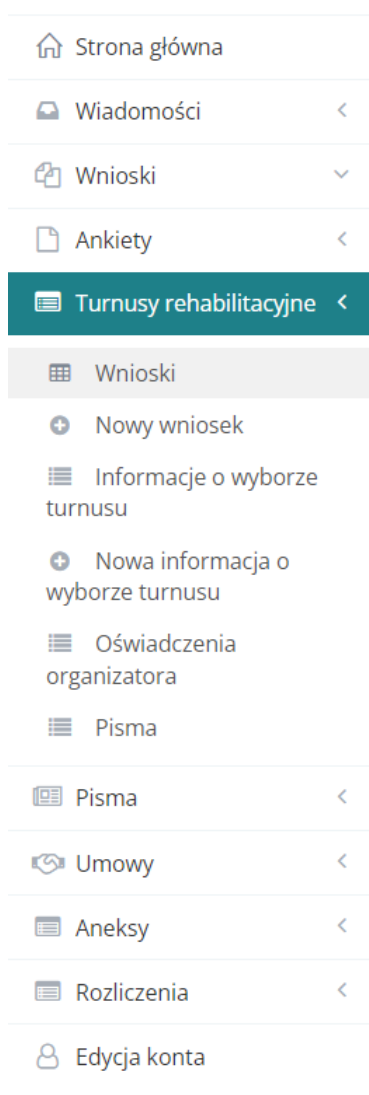 Strona główna
Wiadomości
Wnioski
Ankiety
Turnusy rehabilitacyjne
Wnioski
Nowy wniosek
Informacje o wyborze
turnusu
Nowa informacja o
wyborze turnusu
Oświadczenia
organizatora
Pisma
Pisma
Umowy
Aneksy
Rozliczenia
Edycja konta